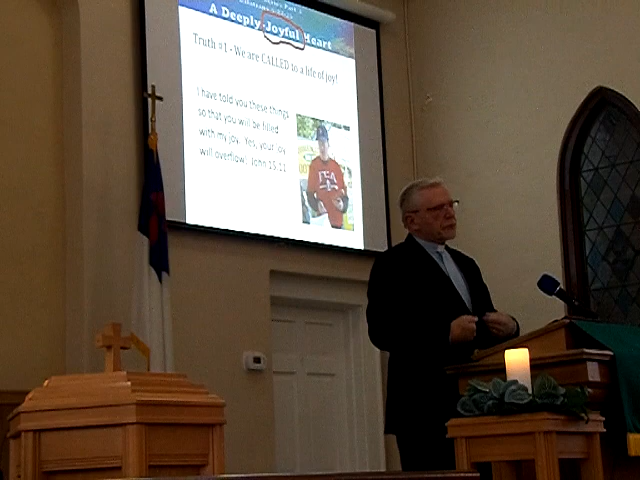 A Deeply Joyful Heart
Truth #1 - We are CALLED to a life of joy!
I have told you these things
so that you will be filled
with my joy. Yes, your joy
will overflow! John 15:11